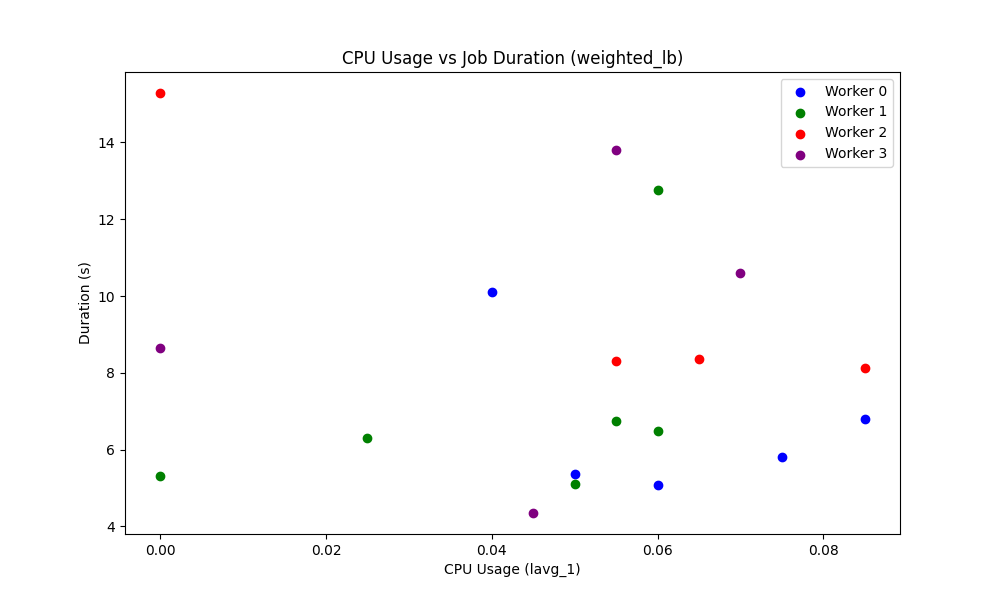 CPU Usage vs Job Duration (weighted_lb)
Worker 0
Worker 1
Worker 2
Worker 3
Duration (s)
14
12
10
8
6
4
0.00
0.02
0.04
0.06
0.08
CPU Usage (lavg_1)